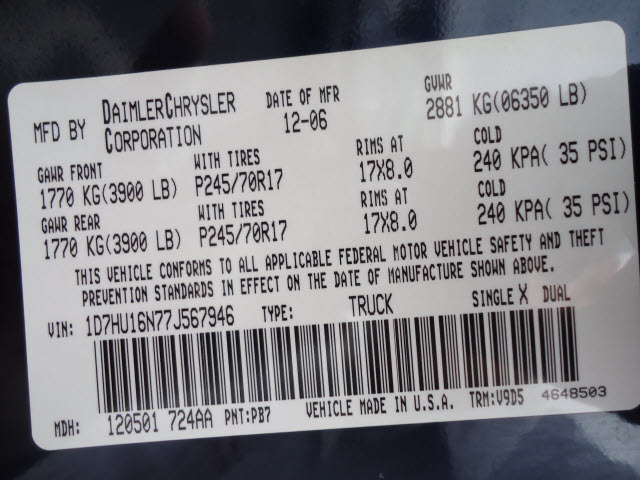 MFD BY DAIMLERCHRYSLER CORPORATION DATE OF MFR 12-06 GVWR 2881 KG(06350 LB)
GAWR FRONT WITH TIRES RIMS AT COLD
1770 KG(3900 LB) P245/70R17 17X8.0 240 KPA( 35 PSI)
GAWR REAR WITH TIRES RIMS AT COLD
1770 KG(3900 LB) P245/70R17 17X8.0 240 KPA( 35 PSI)
THIS VEHICLE CONFORMS TO ALL APPLICABLE FEDERAL MOTOR VEHICLE SAFETY AND THEFT
PREVENTION STANDARDS IN EFFECT ON THE DATE OF MANUFACTURE SHOWN ABOVE.
VIN: 1D7HU16N77J567946 TYPE: TRUCK SINGLE X DUAL
MDH: 120501 724AA PNT:PB7 VEHICLE MADE IN U.S.A. TRM:V9D5 4648503